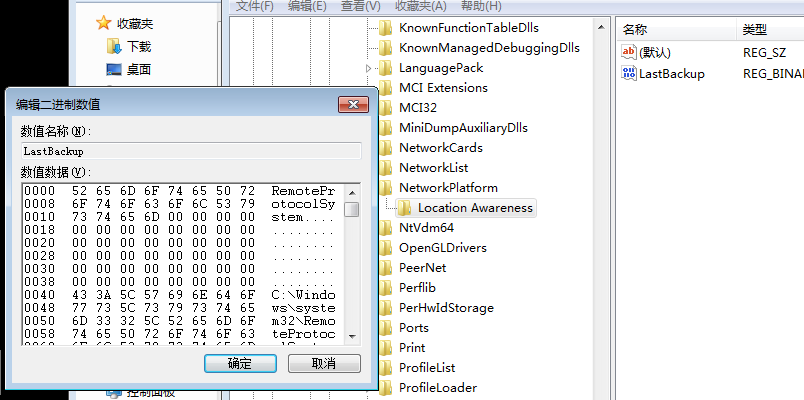 收藏夹
下载
桌面
文件(F) 编辑(E) 查看(V) 收藏夹(A) 帮助(H)
KnownFunctionTableDlls
KnownManagedDebuggingDlls
LanguagePack
MCI Extensions
MCI32
MiniDumpAuxiliaryDlls
NetworkCards
NetworkList
NetworkPlatform
Location Awareness
NtVdm64
OpenGLDrivers
PeerNet
Perflib
PerHwIdStorage
Ports
Print
ProfileList
ProfileLoader
名称 类型
(默认) REG_SZ
LastBackup REG_BINA
编辑二进制数值
数值名称(N):
LastBackup
数值数据(V):
0000 52 65 6D 6F 74 65 50 72 RemotePr
0008 6F 74 6F 63 6F 6C 53 79 otocolSy
0010 73 74 65 6D 00 00 00 00 stem....
0018 00 00 00 00 00 00 00 00 ........
0020 00 00 00 00 00 00 00 00 ........
0028 00 00 00 00 00 00 00 00 ........
0030 00 00 00 00 00 00 00 00 ........
0038 00 00 00 00 00 00 00 00 ........
0040 43 3A 5C 57 69 6E 64 6F C:\Windo
0048 77 73 5C 73 79 73 74 65 ws\syste
0050 6D 33 32 5C 52 65 6D 6F m32\Remo
0058 74 65 50 72 6F 74 6F 63 teProtoc
确定 取消
控制面板